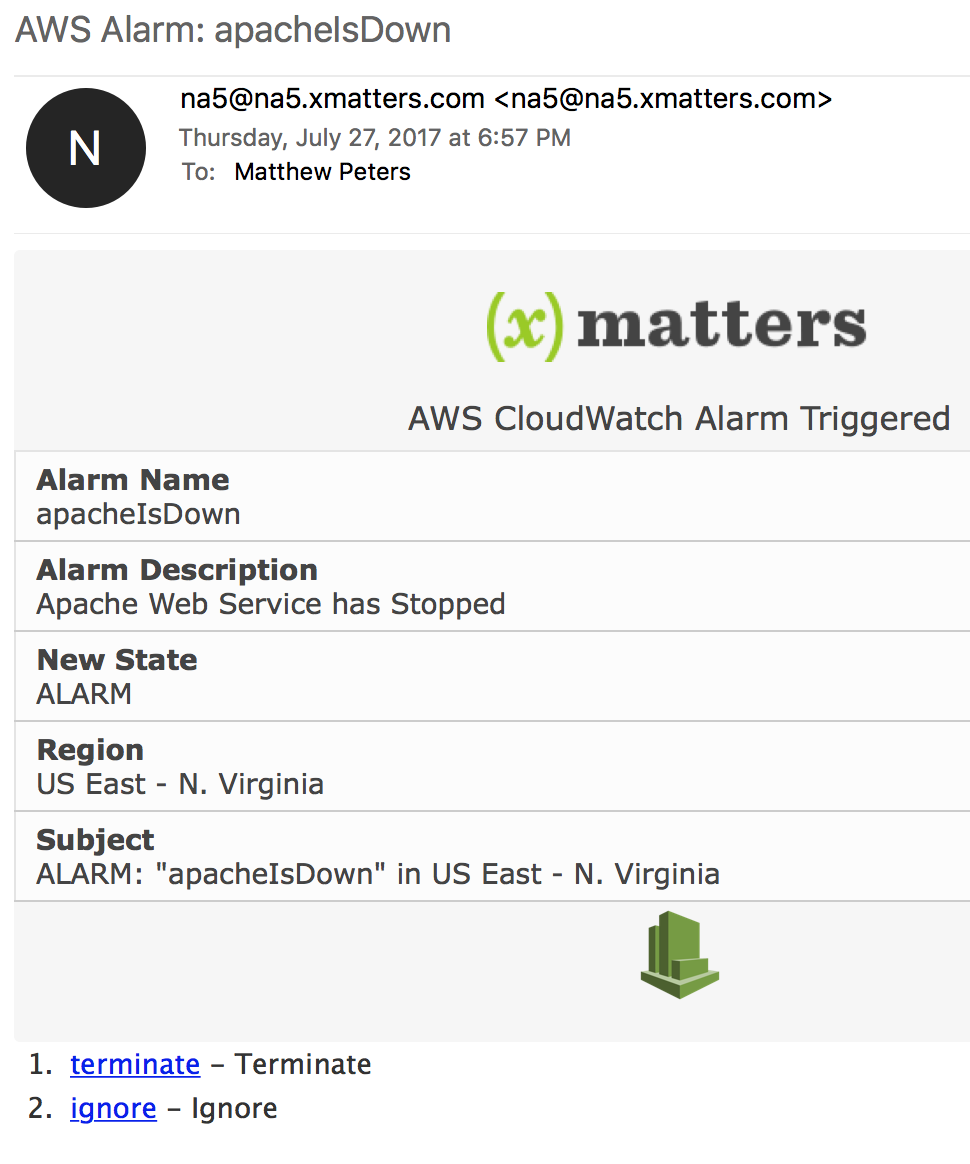 AWS Alarm: apacheIsDown
N
na5@na5.xmatters.com <na5@na5.xmatters.com>
Thursday, July 27, 2017 at 6:57 PM
To: Matthew Peters
(x) matters
AWS CloudWatch Alarm Triggered
Alarm Name
apacheIsDown
Alarm Description
Apache Web Service has Stopped
New State
ALARM
Region
US East - N. Virginia
Subject
ALARM: "apacheIsDown" in US East - N. Virginia
1. terminate – Terminate
2. ignore – Ignore